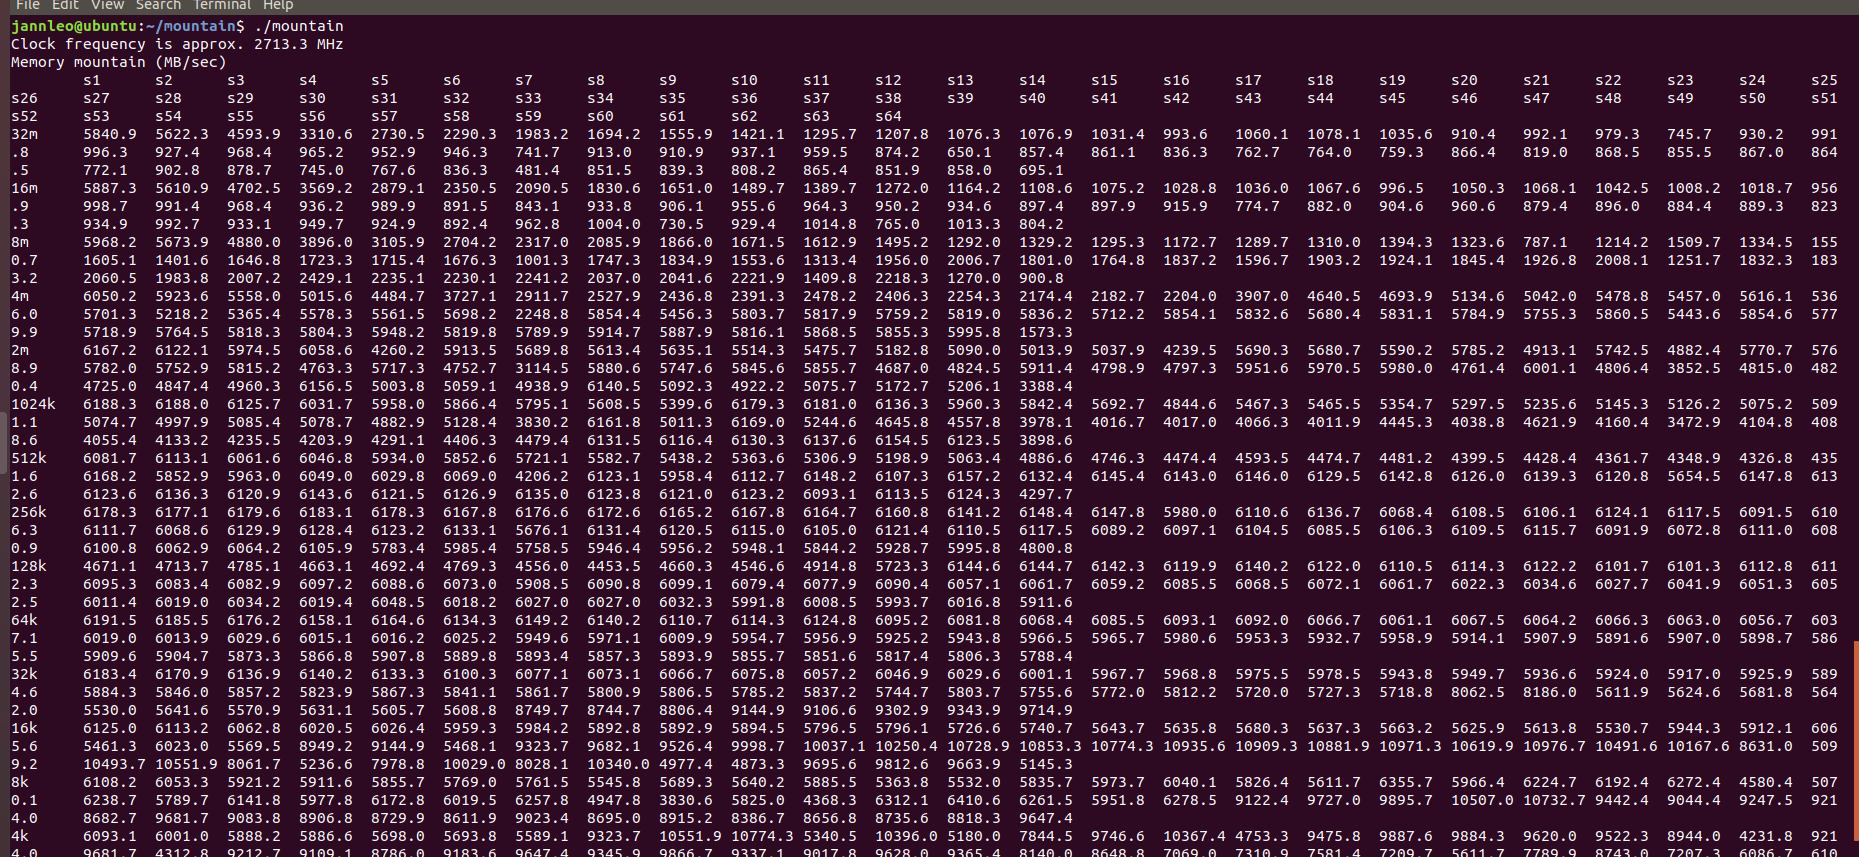 File Edit View Search Terminal Help
jannleo@ubuntu:~/mountain$ ./mountain
Clock frequency is approx. 2713.3 MHz
Memory mountain (MB/sec)
s1 s2 s3 s4 s5 s6 s7 s8 s9 s10 s11 s12 s13 s14 s15 s16 s17 s18 s19 s20 s21 s22 s23 s24 s25
s26 s27 s28 s29 s30 s31 s32 s33 s34 s35 s36 s37 s38 s39 s40 s41 s42 s43 s44 s45 s46 s47 s48 s49 s50 s51
s52 s53 s54 s55 s56 s57 s58 s59 s60 s61 s62 s63 s64
32m 5840.9 5622.3 4593.9 3310.6 2730.5 2290.3 1983.2 1694.2 1555.9 1421.1 1295.7 1207.8 1076.3 1076.9 1031.4 993.6 1060.1 1078.1 1035.6 910.4 992.1 979.3 745.7 930.2 991
.8 996.3 927.4 968.4 965.2 952.9 946.3 741.7 913.0 910.9 937.1 959.5 874.2 650.1 857.4 861.1 836.3 762.7 764.0 759.3 866.4 819.0 868.5 855.5 867.0 864
.5 772.1 902.8 878.7 745.0 767.6 836.3 481.4 851.5 839.3 808.2 865.4 851.9 858.0 695.1
16m 5887.3 5610.9 4702.5 3569.2 2879.1 2350.5 2090.5 1830.6 1651.0 1489.7 1389.7 1272.0 1164.2 1108.6 1075.2 1028.8 1036.0 1067.6 996.5 1050.3 1068.1 1042.5 1008.2 1018.7 956
.9 998.7 991.4 968.4 936.2 989.9 891.5 843.1 933.8 906.1 955.6 964.3 950.2 934.6 897.4 897.9 915.9 774.7 882.0 904.6 960.6 879.4 896.0 884.4 889.3 823
.3 934.9 992.7 933.1 949.7 924.9 892.4 962.8 1004.0 730.5 929.4 1014.8 765.0 1013.3 804.2
8m 5968.2 5673.9 4880.0 3896.0 3105.9 2704.2 2317.0 2085.9 1866.0 1671.5 1612.9 1495.2 1292.0 1329.2 1295.3 1172.7 1289.7 1310.0 1394.3 1323.6 787.1 1214.2 1509.7 1334.5 155
0.7 1605.1 1401.6 1646.8 1723.3 1715.4 1676.3 1001.3 1747.3 1834.9 1553.6 1313.4 1956.0 2006.7 1801.0 1764.8 1837.2 1596.7 1903.2 1924.1 1845.4 1926.8 2008.1 1251.7 1832.3 183
3.2 2060.5 1983.8 2007.2 2429.1 2235.1 2230.1 2241.2 2037.0 2041.6 2221.9 1409.8 2218.3 1270.0 900.8
4m 6050.2 5923.6 5558.0 5015.6 4484.7 3727.1 2911.7 2527.9 2436.8 2391.3 2478.2 2406.3 2254.3 2174.4 2182.7 2204.0 3907.0 4640.5 4693.9 5134.6 5042.0 5478.8 5457.0 5616.1 536
6.0 5701.3 5218.2 5365.4 5578.3 5561.5 5698.2 2248.8 5854.4 5456.3 5803.7 5817.9 5759.2 5819.0 5836.2 5712.2 5854.1 5832.6 5680.4 5831.1 5784.9 5755.3 5860.5 5443.6 5854.6 577
9.9 5718.9 5764.5 5818.3 5804.3 5948.2 5819.8 5789.9 5914.7 5887.9 5816.1 5868.5 5855.3 5995.8 1573.3
2m 6167.2 6122.1 5974.5 6058.6 4260.2 5913.5 5689.8 5613.4 5635.1 5514.3 5475.7 5182.8 5090.0 5013.9 5037.9 4239.5 5690.3 5680.7 5590.2 5785.2 4913.1 5742.5 4882.4 5770.7 576
8.9 5782.0 5752.9 5815.2 4763.3 5717.3 4752.7 3114.5 5880.6 5747.6 5845.6 5855.7 4687.0 4824.5 5911.4 4798.9 4797.3 5951.6 5970.5 5980.0 4761.4 6001.1 4806.4 3852.5 4815.0 482
0.4 4725.0 4847.4 4960.3 6156.5 5003.8 5059.1 4938.9 6140.5 5092.3 4922.2 5075.7 5172.7 5206.1 3388.4
1024k 6188.3 6188.0 6125.7 6031.7 5958.0 5866.4 5795.1 5608.5 5399.6 6179.3 6181.0 6136.3 5960.3 5842.4 5692.7 4844.6 5467.3 5465.5 5354.7 5297.5 5235.6 5145.3 5126.2 5075.2 509
1.1 5074.7 4997.9 5085.4 5078.7 4882.9 5128.4 3830.2 6161.8 5011.3 6169.0 5244.6 4645.8 4557.8 3978.1 4016.7 4017.0 4066.3 4011.9 4445.3 4038.8 4621.9 4160.4 3472.9 4104.8 408
8.6 4055.4 4133.2 4235.5 4203.9 4291.1 4406.3 4479.4 6131.5 6116.4 6130.3 6137.6 6154.5 6123.5 3898.6
512k 6081.7 6113.1 6061.6 6046.8 5934.0 5852.6 5721.1 5582.7 5438.2 5363.6 5306.9 5198.9 5063.4 4886.6 4746.3 4474.4 4593.5 4474.7 4481.2 4399.5 4428.4 4361.7 4348.9 4326.8 435
1.6 6168.2 5852.9 5963.0 6049.0 6029.8 6069.0 4206.2 6123.1 5958.4 6112.7 6148.2 6107.3 6157.2 6132.4 6145.4 6143.0 6146.0 6129.5 6142.8 6126.0 6139.3 6120.8 5654.5 6147.8 613
2.6 6123.6 6136.3 6120.9 6143.6 6121.5 6126.9 6135.0 6123.8 6121.0 6123.2 6093.1 6113.5 6124.3 4297.7
256k 6178.3 6177.1 6179.6 6183.1 6178.3 6167.8 6176.6 6172.6 6165.2 6167.8 6164.7 6160.8 6141.2 6148.4 6147.8 5980.0 6110.6 6136.7 6068.4 6108.5 6106.1 6124.1 6117.5 6091.5 610
6.3 6111.7 6068.6 6129.9 6128.4 6123.2 6133.1 5676.1 6131.4 6120.5 6115.0 6105.0 6121.4 6110.5 6117.5 6089.2 6097.1 6104.5 6085.5 6106.3 6109.5 6115.7 6091.9 6072.8 6111.0 608
0.9 6100.8 6062.9 6064.2 6105.9 5783.4 5985.4 5758.5 5946.4 5956.2 5948.1 5844.2 5928.7 5995.8 4800.8
128k 4671.1 4713.7 4785.1 4663.1 4692.4 4769.3 4556.0 4453.5 4660.3 4546.6 4914.8 5723.3 6144.6 6144.7 6142.3 6119.9 6140.2 6122.0 6110.5 6114.3 6122.2 6101.7 6101.3 6112.8 611
2.3 6095.3 6083.4 6082.9 6097.2 6088.6 6073.0 5908.5 6090.8 6099.1 6079.4 6077.9 6090.4 6057.1 6061.7 6059.2 6085.5 6068.5 6072.1 6061.7 6022.3 6034.6 6027.7 6041.9 6051.3 605
2.5 6011.4 6019.0 6034.2 6019.4 6048.5 6018.2 6027.0 6027.0 6032.3 5991.8 6008.5 5993.7 6016.8 5911.6
64k 6191.5 6185.5 6176.2 6158.1 6164.6 6134.3 6149.2 6140.2 6110.7 6114.3 6124.8 6095.2 6081.8 6068.4 6085.5 6093.1 6092.0 6066.7 6061.1 6067.5 6064.2 6066.3 6063.0 6056.7 603
7.1 6019.0 6013.9 6029.6 6015.1 6016.2 6025.2 5949.6 5971.1 6009.9 5954.7 5956.9 5925.2 5943.8 5966.5 5965.7 5980.6 5953.3 5932.7 5958.9 5914.1 5907.9 5891.6 5907.0 5898.7 586
5.5 5909.6 5904.7 5873.3 5866.8 5907.8 5889.8 5893.4 5857.3 5893.9 5855.7 5851.6 5817.4 5806.3 5788.4
32k 6183.4 6170.9 6136.9 6140.2 6133.3 6100.3 6077.1 6073.1 6066.7 6075.8 6057.2 6046.9 6029.6 6001.1 5967.7 5968.8 5975.5 5978.5 5943.8 5949.7 5936.6 5924.0 5917.0 5925.9 589
4.6 5884.3 5846.0 5857.2 5823.9 5867.3 5841.1 5861.7 5800.9 5806.5 5785.2 5837.2 5744.7 5803.7 5755.6 5772.0 5812.2 5720.0 5727.3 5718.8 8062.5 8186.0 5611.9 5624.6 5681.8 564
2.0 5530.0 5641.6 5570.9 5631.1 5605.7 5608.8 8749.7 8744.7 8806.4 9144.9 9106.6 9302.9 9343.9 9714.9
16k 6125.0 6113.2 6062.8 6020.5 6026.4 5959.3 5984.2 5892.8 5892.9 5894.5 5796.5 5796.1 5726.6 5740.7 5643.7 5635.8 5680.3 5637.3 5663.2 5625.9 5613.8 5530.7 5944.3 5912.1 606
5.6 5461.3 6023.0 5569.5 8949.2 9144.9 5468.1 9323.7 9682.1 9526.4 9998.7 10037.1 10250.4 10728.9 10853.3 10774.3 10935.6 10909.3 10881.9 10971.3 10619.9 10976.7 10491.6 10167.6 8631.0 509
9.2 10493.7 10551.9 8061.7 5236.6 7978.8 10029.0 8028.1 10340.0 4977.4 4873.3 9695.6 9812.6 9663.9 5145.3
8k 6108.2 6053.3 5921.2 5911.6 5855.7 5769.0 5761.5 5545.8 5689.3 5640.2 5885.5 5363.8 5532.0 5835.7 5973.7 6040.1 5826.4 5611.7 6355.7 5966.4 6224.7 6192.4 6272.4 4580.4 507
0.1 6238.7 5789.7 6141.8 5977.8 6172.8 6019.5 6257.8 4947.8 3830.6 5825.0 4368.3 6312.1 6410.6 6261.5 5951.8 6278.5 9122.4 9727.0 9895.7 10507.0 10732.7 9442.4 9044.4 9247.5 921
4.0 8682.7 9681.7 9083.8 8906.8 8729.9 8611.9 9023.4 8695.0 8915.2 8386.7 8656.8 8735.6 8818.3 9647.4
4k 6093.1 6001.0 5888.2 5886.6 5698.0 5693.8 5589.1 9323.7 10551.9 10774.3 5340.5 10396.0 5180.0 7844.5 9746.6 10367.4 4753.3 9475.8 9887.6 9884.3 9620.0 9522.3 8944.0 4231.8 921
4.0 9681.7 4312.8 9212.7 9109.1 8786.0 9183.6 9647.4 9345.9 9866.7 9337.1 9017.8 9628.0 9365.4 8140.0 8648.8 7069.0 7310.9 7581.4 7209.7 5611.7 7789.9 8743.0 7207.3 6086.7 610